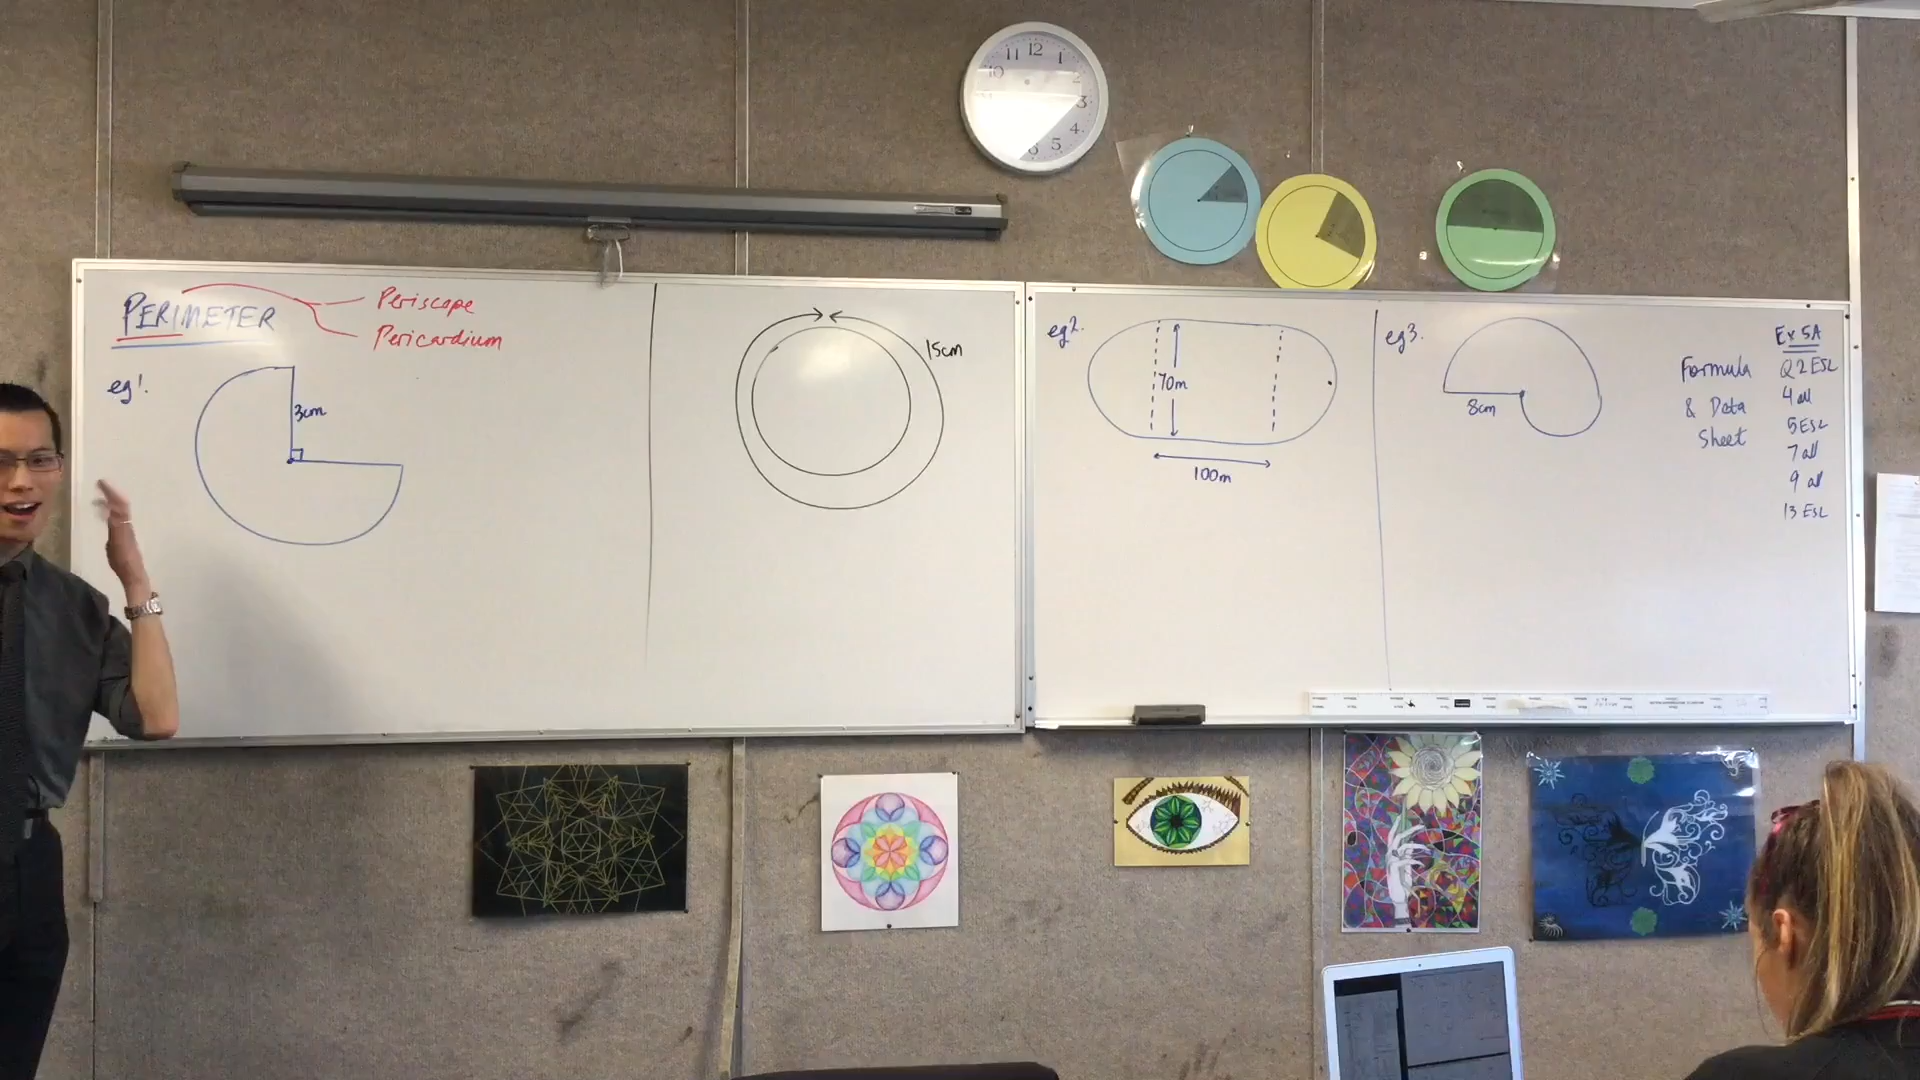 PERIMETER
Periscope
Pericardium
eg1.
3cm
15cm
eg2.
70m
100m
eg3.
8cm
Formula
& Data
Sheet
Ex 5A
Q2 ESL
4 all
5 ESL
7 all
9 all
13 ESL
11 12 1
10 2
3
4
6 5